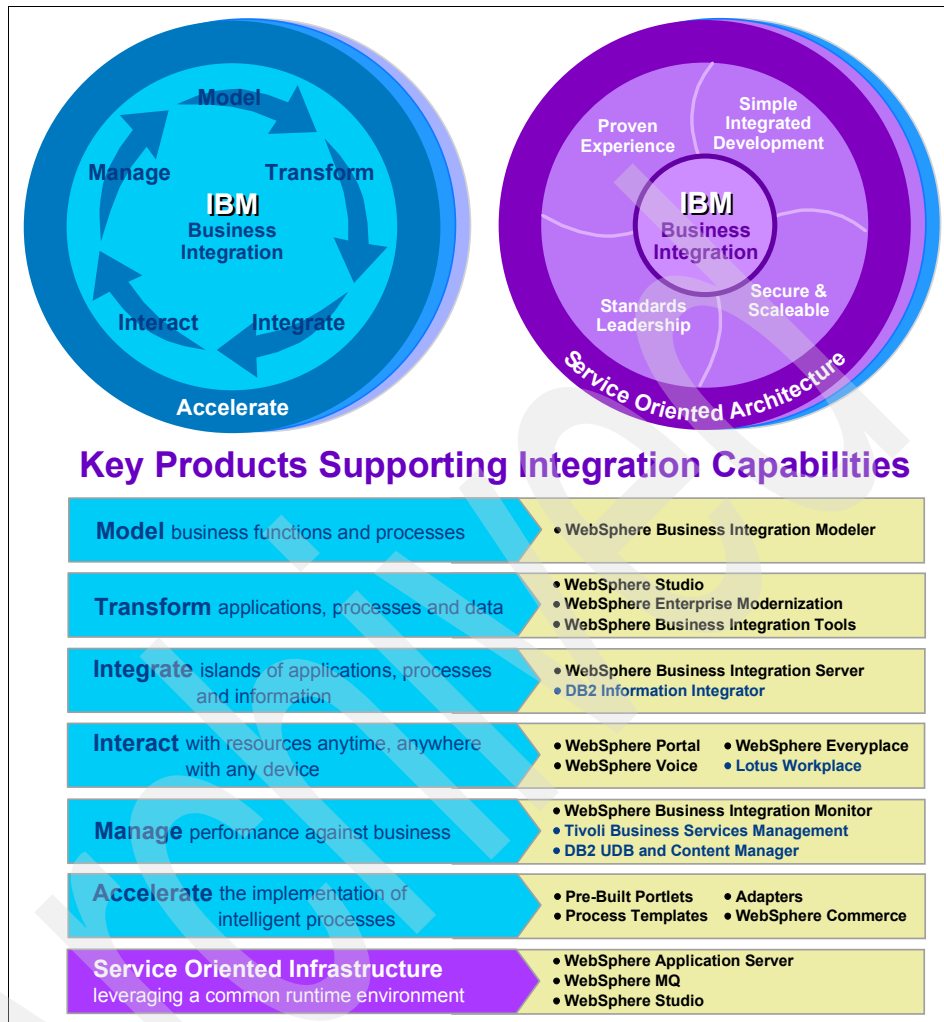 Model
Manage
Transform
IBM
Business
Integration
Interact
Integrate
Accelerate
Proven
Experience
Simple
Integrated
Development
IBM
Business
Integration
Standards
Leadership
Secure &
Scaleable
Service Oriented Architecture
Key Products Supporting Integration Capabilities
Model business functions and processes
• WebSphere Business Integration Modeler
Transform applications, processes and data
• WebSphere Studio
• WebSphere Enterprise Modernization
• WebSphere Business Integration Tools
Integrate islands of applications, processes
and information
• WebSphere Business Integration Server
• DB2 Information Integrator
Interact with resources anytime, anywhere
with any device
• WebSphere Portal • WebSphere Everyplace
• WebSphere Voice • Lotus Workplace
Manage performance against business
• WebSphere Business Integration Monitor
• Tivoli Business Services Management
• DB2 UDB and Content Manager
Accelerate the implementation of
intelligent processes
• Pre-Built Portlets • Adapters
• Process Templates • WebSphere Commerce
Service Oriented Infrastructure
leveraging a common runtime environment
• WebSphere Application Server
• WebSphere MQ
• WebSphere Studio